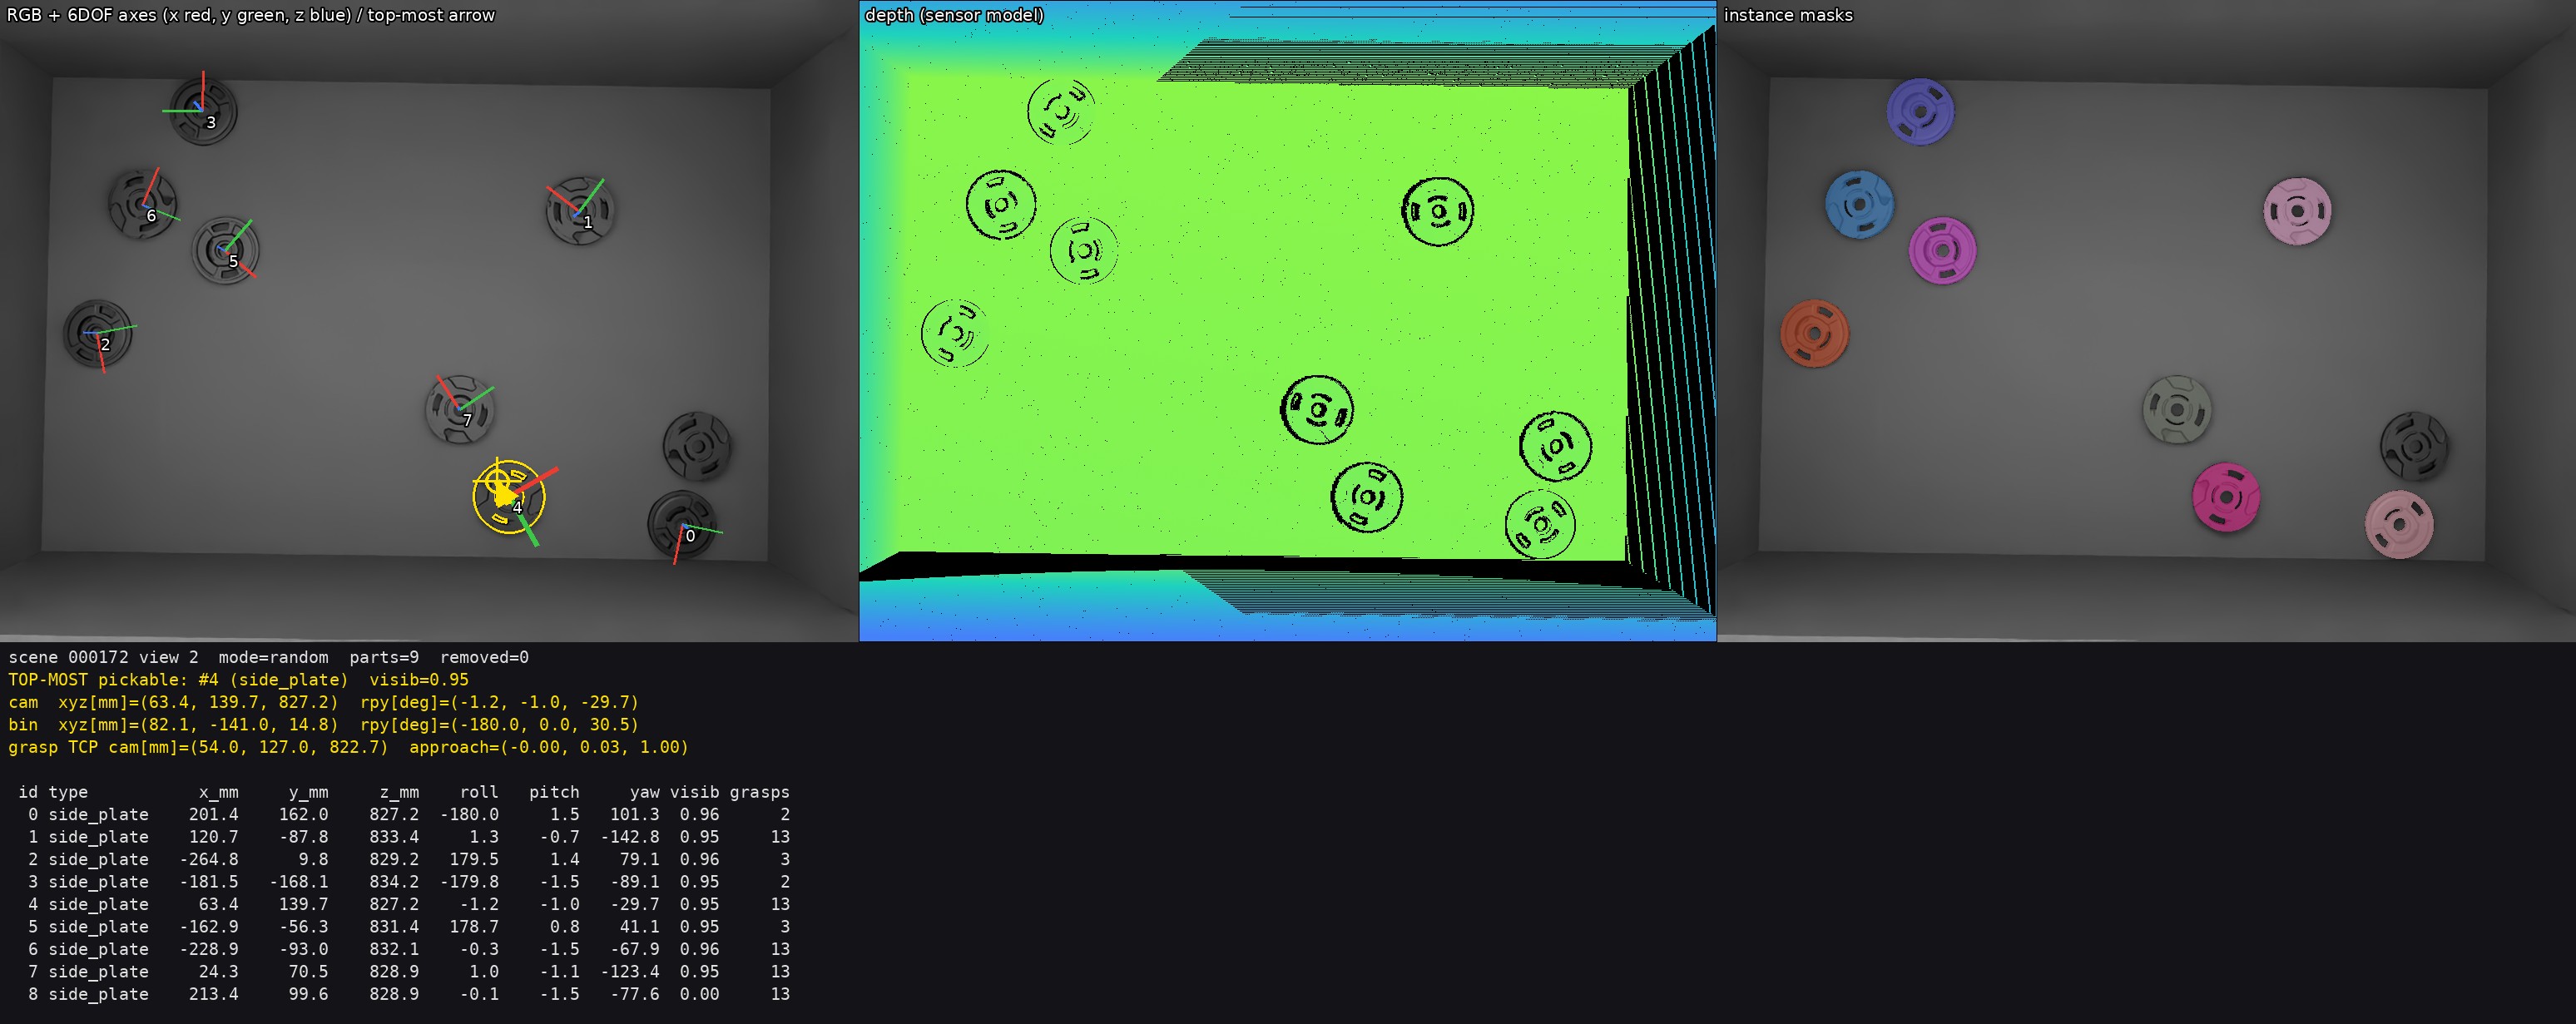 RGB + 6DOF axes (x red, y green, z blue) / top-most arrow
depth (sensor model)
instance masks
3
6
1
5
2
7
4
0
scene 000172 view 2  mode=random  parts=9  removed=0
TOP-MOST pickable: #4 (side_plate)  visib=0.95
cam  xyz[mm]=(63.4, 139.7, 827.2)  rpy[deg]=(-1.2, -1.0, -29.7)
bin  xyz[mm]=(82.1, -141.0, 14.8)  rpy[deg]=(-180.0, 0.0, 30.5)
grasp TCP cam[mm]=(54.0, 127.0, 822.7)  approach=(-0.00, 0.03, 1.00)
id type x_mm y_mm z_mm roll pitch yaw visib grasps
0 side_plate 201.4 162.0 827.2 -180.0 1.5 101.3 0.96 2
1 side_plate 120.7 -87.8 833.4 1.3 -0.7 -142.8 0.95 13
2 side_plate -264.8 9.8 829.2 179.5 1.4 79.1 0.96 3
3 side_plate -181.5 -168.1 834.2 -179.8 -1.5 -89.1 0.95 2
4 side_plate 63.4 139.7 827.2 -1.2 -1.0 -29.7 0.95 13
5 side_plate -162.9 -56.3 831.4 178.7 0.8 41.1 0.95 3
6 side_plate -228.9 -93.0 832.1 -0.3 -1.5 -67.9 0.96 13
7 side_plate 24.3 70.5 828.9 1.0 -1.1 -123.4 0.95 13
8 side_plate 213.4 99.6 828.9 -0.1 -1.5 -77.6 0.00 13